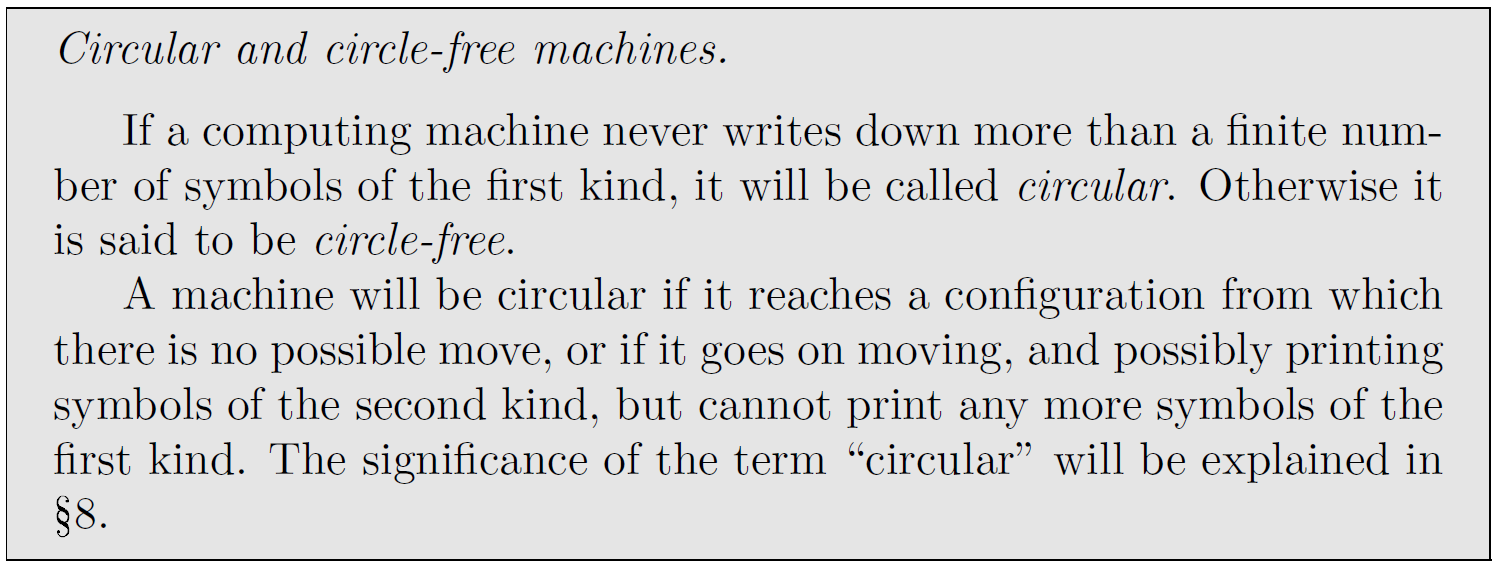 Circular and circle-free machines.
If a computing machine never writes down more than a finite num-
ber of symbols of the first kind, it will be called circular. Otherwise it
is said to be circle-free.
A machine will be circular if it reaches a configuration from which
there is no possible move, or if it goes on moving, and possibly printing
symbols of the second kind, but cannot print any more symbols of the
first kind. The significance of the term “circular” will be explained in
§8.